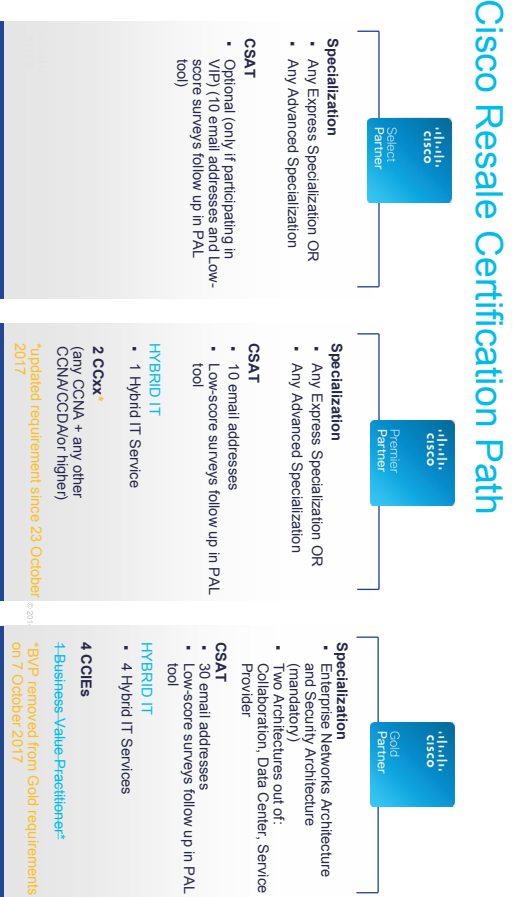 Cisco Resale Certification Path
CISCO
Select
Partner
Specialization
▪ Any Express Specialization OR
▪ Any Advanced Specialization
CSAT
▪ Optional (only if participating in
VIP) (10 email addresses and Low-
score surveys follow up in PAL
tool)
CISCO
Premier
Partner
Specialization
▪ Any Express Specialization OR
▪ Any Advanced Specialization
CSAT
▪ 10 email addresses
▪ Low-score surveys follow up in PAL
tool
HYBRID IT
▪ 1 Hybrid IT Service
2 CCxx*
(any CCNA + any other
CCNA/CCDA/or higher)
*updated requirement since 23 October
2017
CISCO
Gold
Partner
Specialization
▪ Enterprise Networks Architecture
and Security Architecture
(mandatory)
▪ Two Architectures out of:
Collaboration, Data Center, Service
Provider
CSAT
▪ 30 email addresses
▪ Low-score surveys follow up in PAL
tool
HYBRID IT
▪ 4 Hybrid IT Services
4 CCIEs
1 Business Value Practitioner*
*BVP removed from Gold requirements
on 7 October 2017